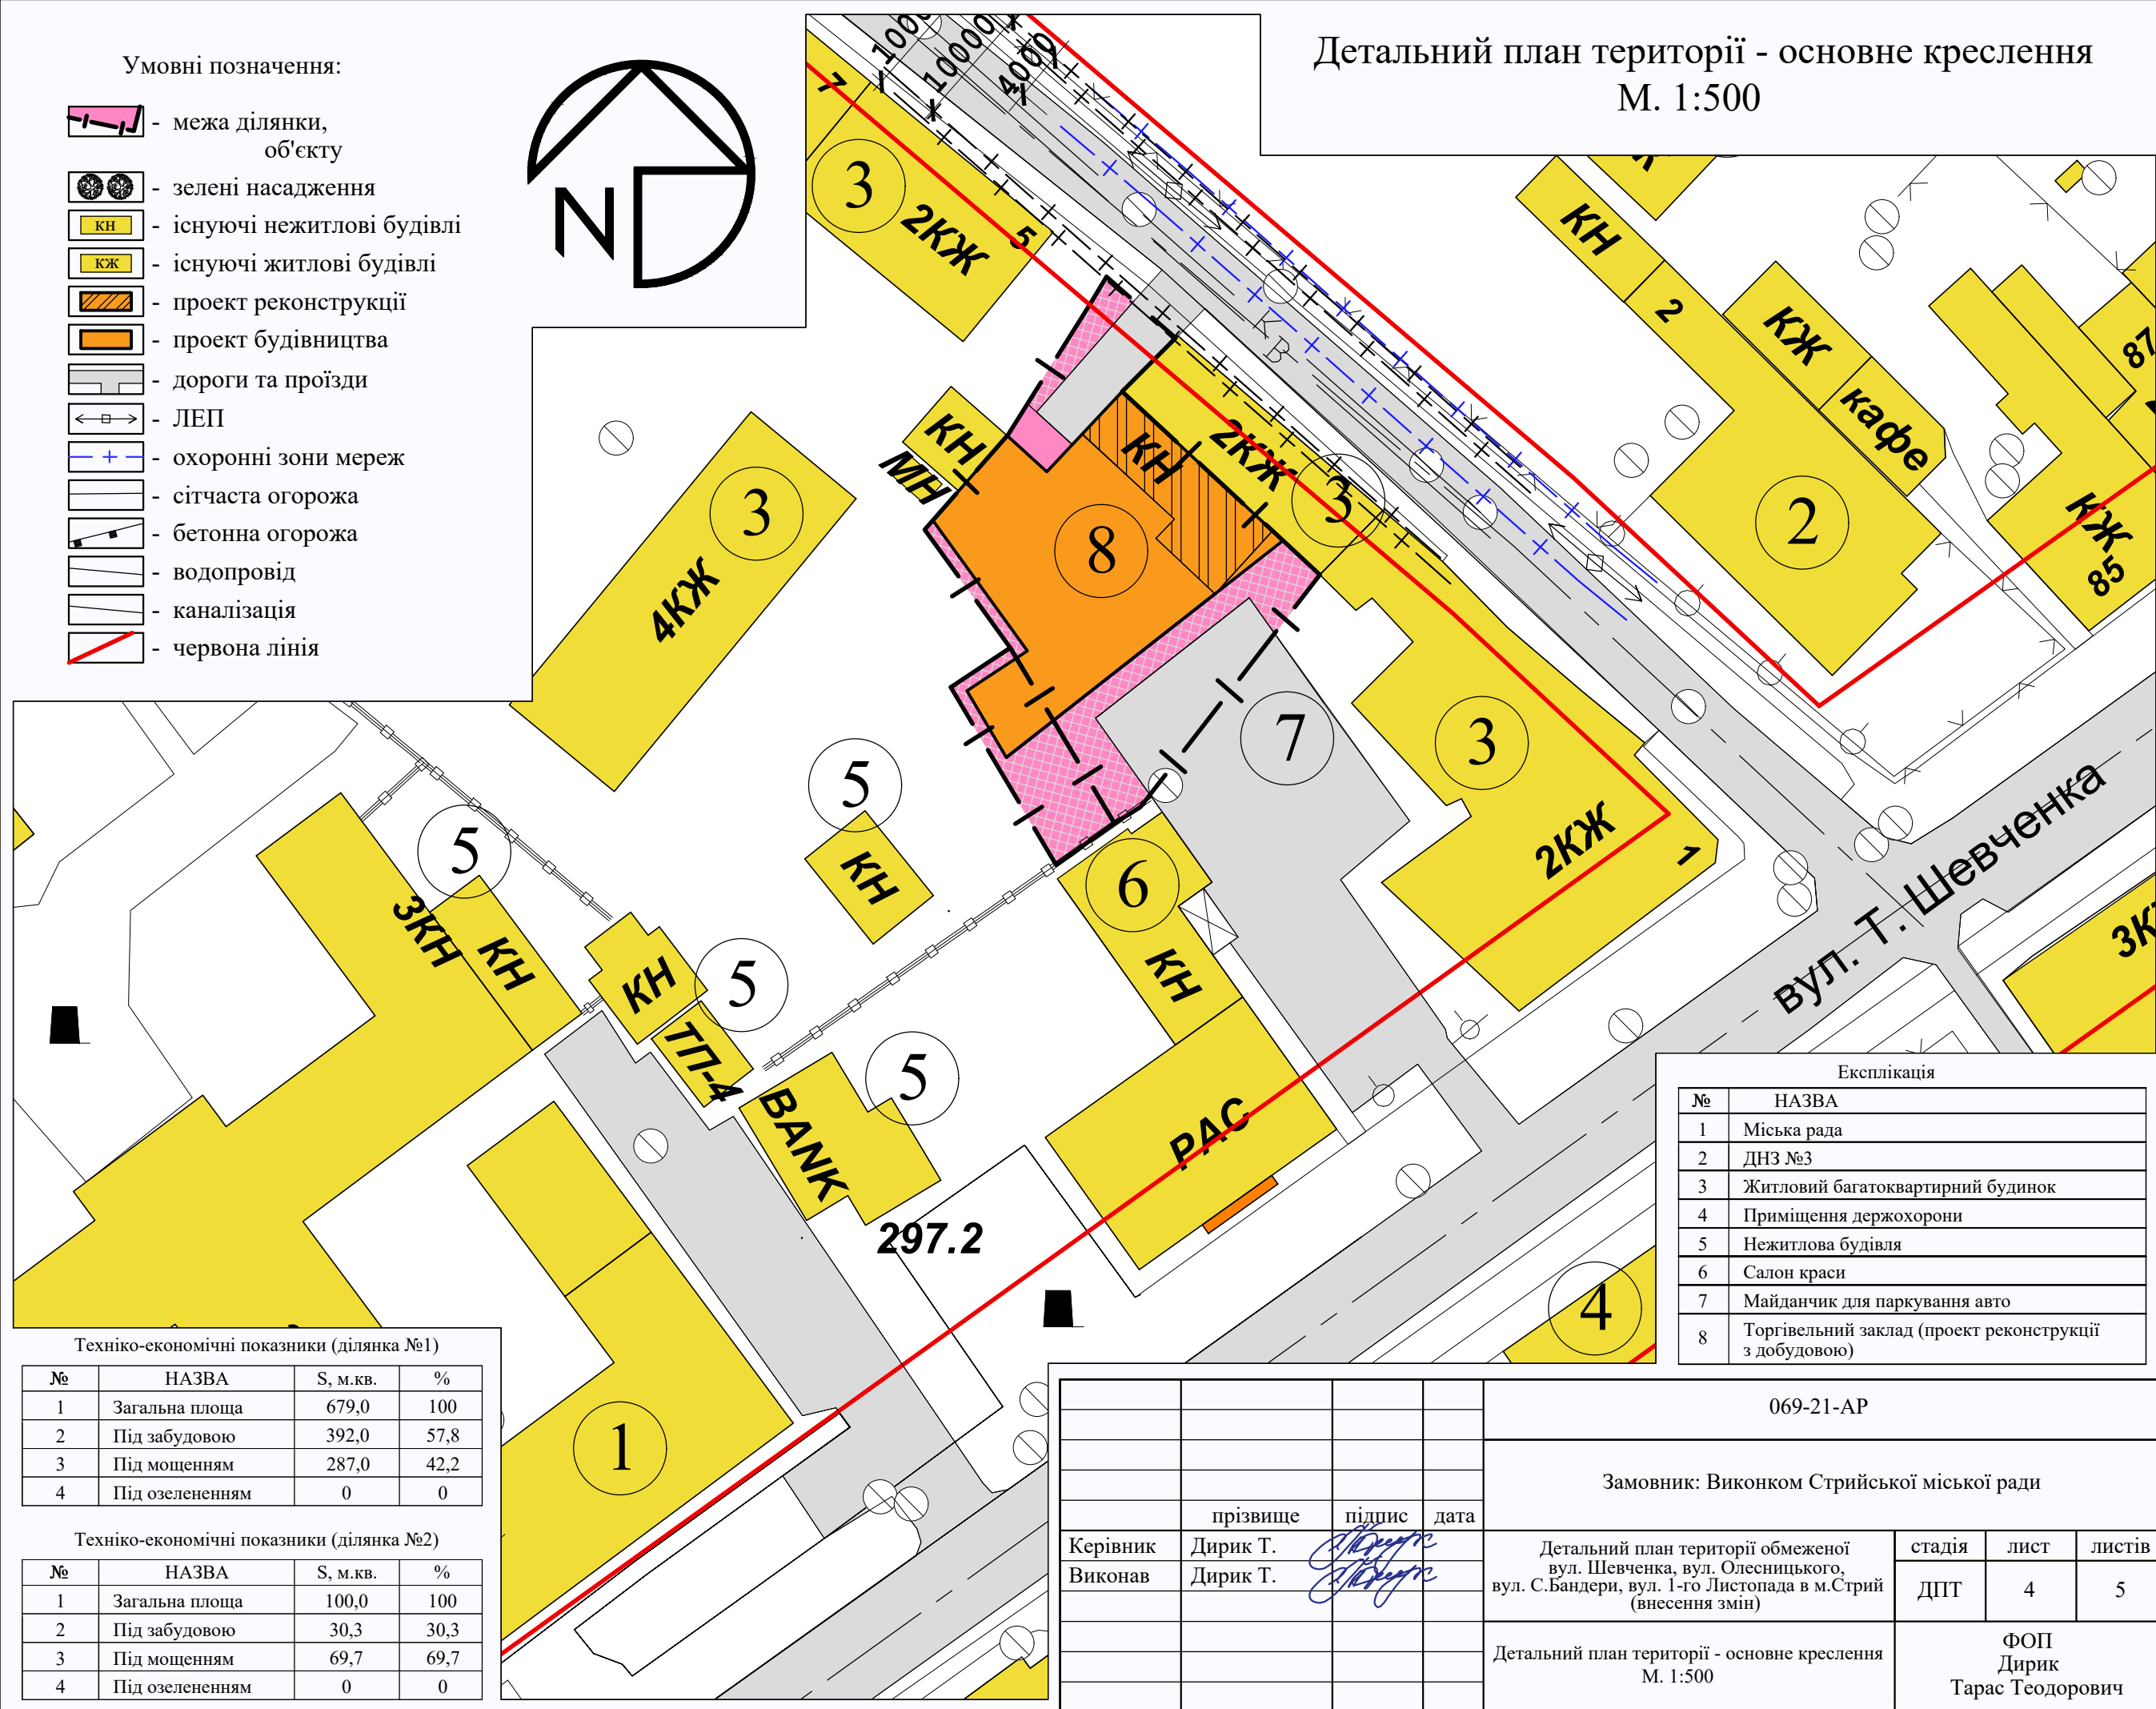 Детальний план території - основне креслення
М. 1:500
Умовні позначення:
- межа ділянки,
об'єкту
- зелені насадження
кн - існуючі нежитлові будівлі
кж - існуючі житлові будівлі
- проект реконструкції
- проект будівництва
- дороги та проїзди
- ЛЕП
- охоронні зони мереж
- сітчаста огорожа
- бетонна огорожа
- водопровід
- каналізація
- червона лінія
N
10000
4000
7
3
2КЖ
5
К
В
КН
2
КЖ
кафе
2
87
КЖ
85
КН
МН
КН
2КЖ
3
8
3
4КЖ
7
3
2КЖ
1
5
КН
6
КН
5
3КН
КН
КН
5
ТП-4
5
BANK
РАС
297.2
1
4
вул. Т. Шевченка
Експлікація
№ НАЗВА
1 Міська рада
2 ДНЗ №3
3 Житловий багатоквартирний будинок
4 Приміщення держохорони
5 Нежитлова будівля
6 Салон краси
7 Майданчик для паркування авто
8 Торгівельний заклад (проект реконструкції
з добудовою)
Техніко-економічні показники (ділянка №1)
№ НАЗВА S, м.кв. %
1 Загальна площа 679,0 100
2 Під забудовою 392,0 57,8
3 Під мощенням 287,0 42,2
4 Під озелененням 0 0
Техніко-економічні показники (ділянка №2)
№ НАЗВА S, м.кв. %
1 Загальна площа 100,0 100
2 Під забудовою 30,3 30,3
3 Під мощенням 69,7 69,7
4 Під озелененням 0 0
069-21-АР
Замовник: Виконком Стрийської міської ради
прізвище підпис дата
Керівник Дирик Т.
Виконав Дирик Т.
Детальний план території обмеженої
вул. Шевченка, вул. Олесницького,
вул. С.Бандери, вул. 1-го Листопада в м.Стрий
(внесення змін)
стадія лист листів
ДПТ 4 5
Детальний план території - основне креслення
М. 1:500
ФОП
Дирик
Тарас Теодорович